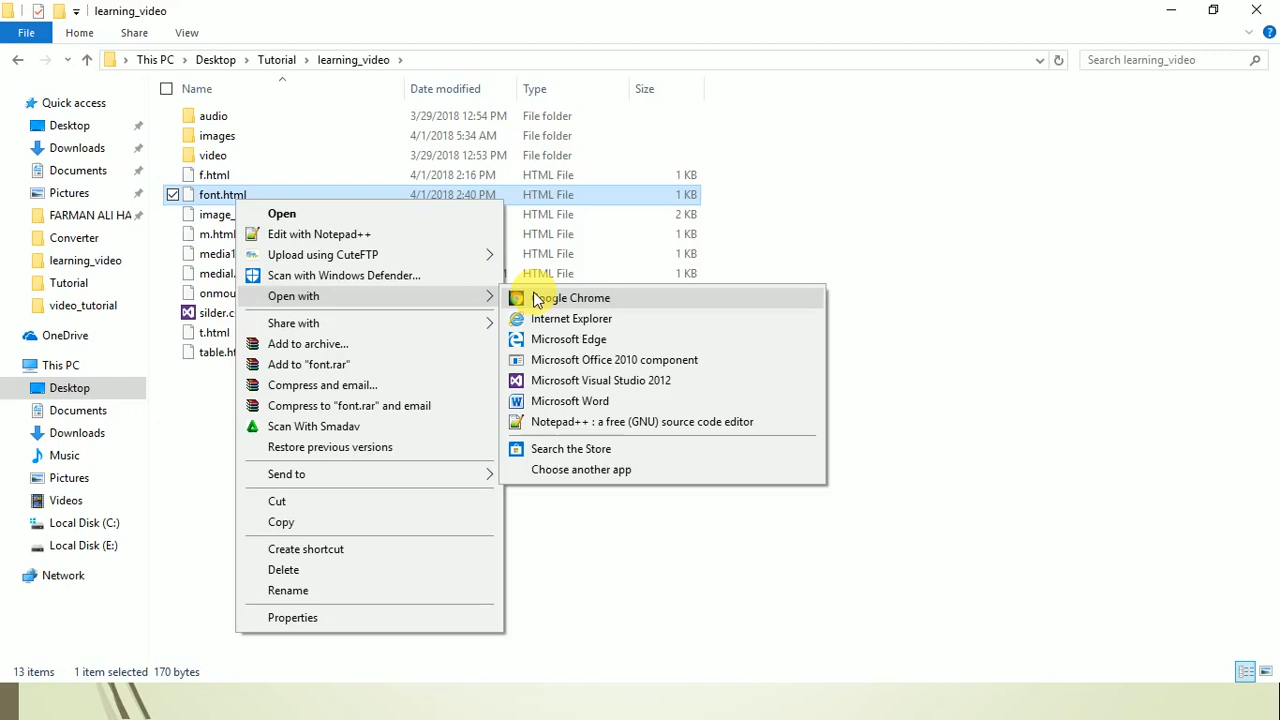 learning_video
File Home Share View
This PC Desktop Tutorial learning_video
Search learning_video
Name Date modified Type Size
Quick access
Desktop
Downloads
Documents
Pictures
FARMAN ALI HA
Converter
learning_video
Tutorial
video_tutorial
OneDrive
This PC
Desktop
Documents
Downloads
Music
Pictures
Videos
Local Disk (C:)
Local Disk (E:)
Network
audio 3/29/2018 12:54 PM File folder
images 4/1/2018 5:34 AM File folder
video 3/29/2018 12:53 PM File folder
f.html 4/1/2018 2:16 PM HTML File 1 KB
font.html 4/1/2018 2:40 PM HTML File 1 KB
image_ HTML File 2 KB
m.html HTML File 1 KB
media1 HTML File 1 KB
HTML File 1 KB
onmou
silder.c
t.html
table.ht
Open
Edit with Notepad++
Upload using CuteFTP
Scan with Windows Defender...
Open with
Share with
Add to archive...
Add to "font.rar"
Compress and email...
Compress to "font.rar" and email
Scan With Smadav
Restore previous versions
Send to
Cut
Copy
Create shortcut
Delete
Rename
Properties
Google Chrome
Internet Explorer
Microsoft Edge
Microsoft Office 2010 component
Microsoft Visual Studio 2012
Microsoft Word
Notepad++ : a free (GNU) source code editor
Search the Store
Choose another app
13 items 1 item selected 170 bytes